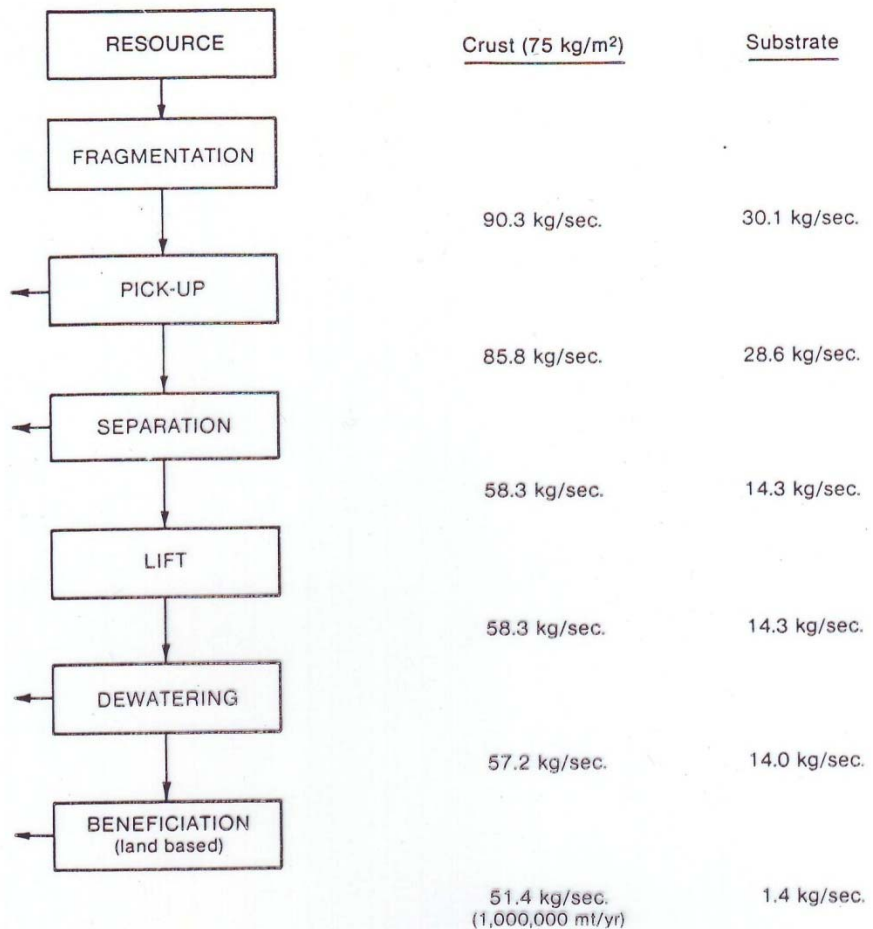 RESOURCE
Crust (75 kg/m²) Substrate
FRAGMENTATION
90.3 kg/sec. 30.1 kg/sec.
PICK-UP
85.8 kg/sec. 28.6 kg/sec.
SEPARATION
58.3 kg/sec. 14.3 kg/sec.
LIFT
58.3 kg/sec. 14.3 kg/sec.
DEWATERING
57.2 kg/sec. 14.0 kg/sec.
BENEFICIATION
(land based)
51.4 kg/sec. 1.4 kg/sec.
(1,000,000 mt/yr)